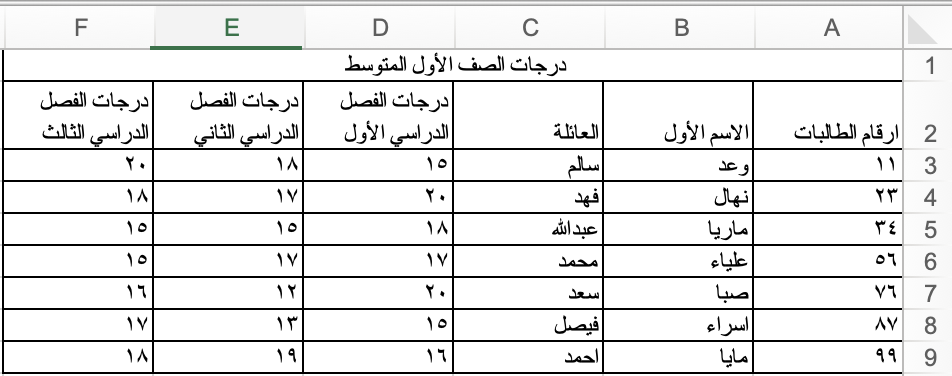 A B C D E F
1 درجات الصف الأول المتوسط
درجات الفصل درجات الفصل درجات الفصل
2 ارقام الطالبات الاسم الأول العائلة الدراسي الأول الدراسي الثاني الدراسي الثالث
3 ١١ وعد سالم ١٥ ١٨ ٢٠
4 ٢٣ نهال فهد ٢٠ ١٧ ١٨
5 ٣٤ ماريا عبدالله ١٨ ١٥ ١٥
6 ٥٦ علياء محمد ١٧ ١٧ ١٥
7 ٧٦ صبا سعد ٢٠ ١٢ ١٦
8 ٨٧ اسراء فيصل ١٥ ١٣ ١٧
9 ٩٩ مايا احمد ١٦ ١٩ ١٨